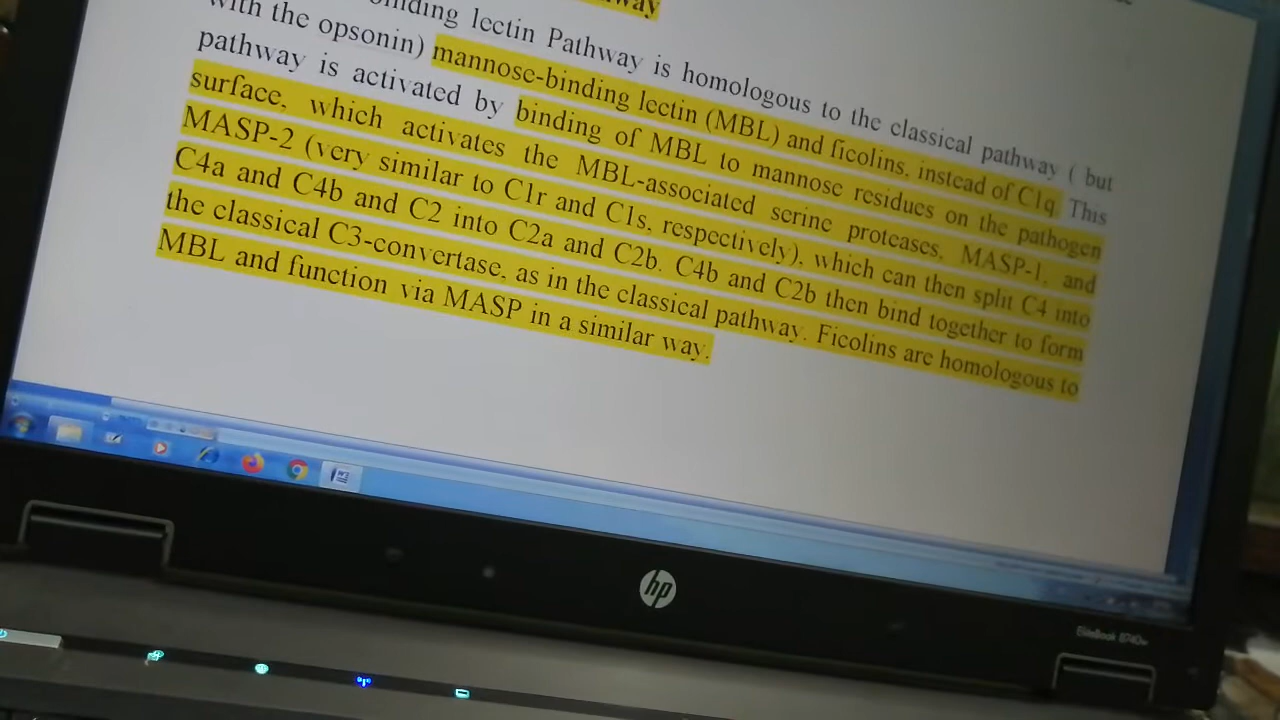 way
binding lectin Pathway is homologous to the classical pathway ( but
with the opsonin) mannose-binding lectin (MBL) and ficolins, instead of C1q. This
pathway is activated by binding of MBL to mannose residues on the pathogen
surface, which activates the MBL-associated serine proteases, MASP-1, and
MASP-2 (very similar to C1r and C1s, respectively), which can then split C4 into
C4a and C4b and C2 into C2a and C2b. C4b and C2b then bind together to form
the classical C3-convertase, as in the classical pathway. Ficolins are homologous to
MBL and function via MASP in a similar way.
hp
EliteBook 8740w